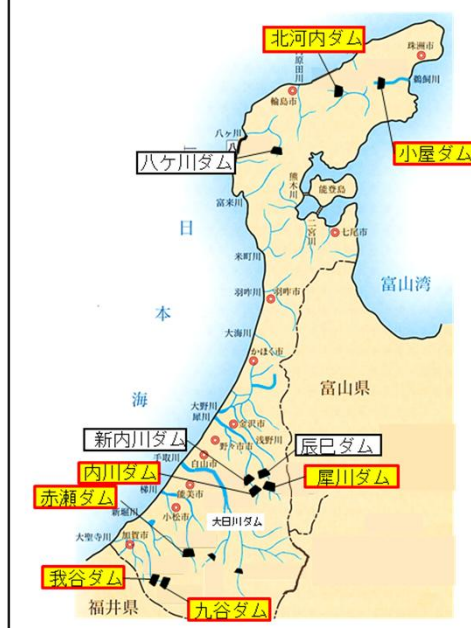 北河内ダム
珠洲市
原田川
鵜飼川
輪島市
小屋ダム
八ヶ川
八
八ケ川ダム
熊木川
能登島
富来川
二宮川
七尾市
日本海
米町川
富山湾
羽咋川
羽咋市
大海川
かほく市
富山県
大野川
犀川
金沢市
新内川ダム
野々市市
浅野川
辰巳ダム
手取川
白山市
内川ダム
犀川ダム
梯川
能美市
赤瀬ダム
新堀川
小松市
大日川ダム
大聖寺川
加賀市
我谷ダム
九谷ダム
福井県